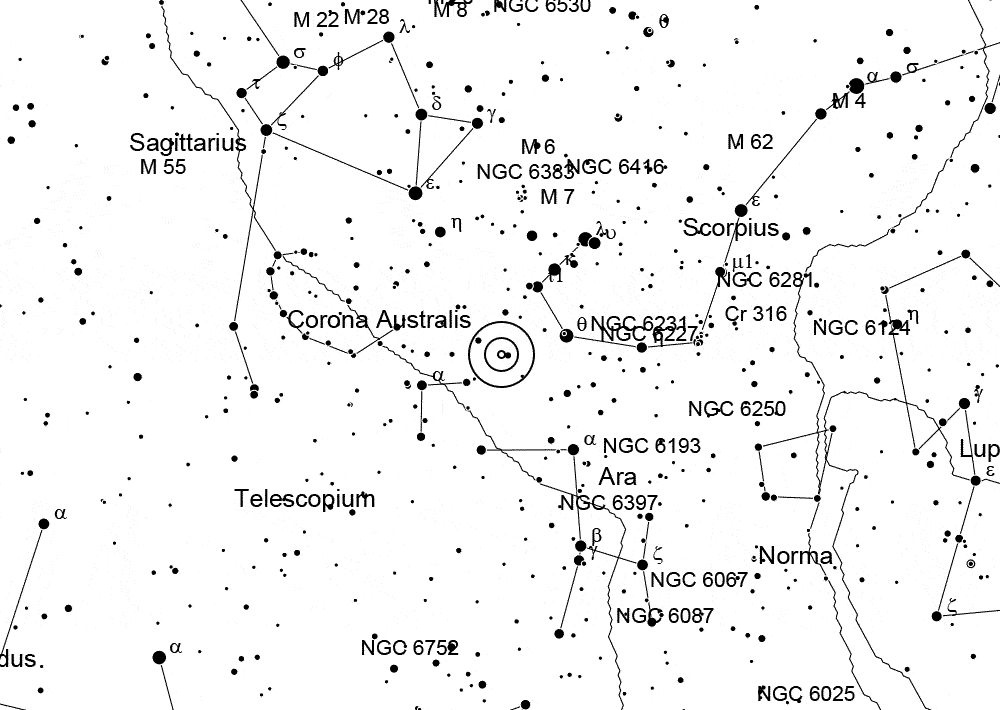 NGC 6530
M 8
M 22
M 28
λ
θ
σ
φ
σ
α
τ
M 4
δ
γ
ζ
Sagittarius
M 62
M 6
M 55
NGC 6383
NGC 6416
ε
M 7
ε
η
λ
υ
Scorpius
κ
ι1
μ1
NGC 6281
Corona Australis
θ
NGC 6231
Cr 316
η
NGC 6124
NGC 6227
η
α
γ
NGC 6250
α
NGC 6193
Lup
Ara
ε
Telescopium
NGC 6397
α
β
γ
ζ
Norma
NGC 6067
ζ
NGC 6087
NGC 6752
α
dus
NGC 6025